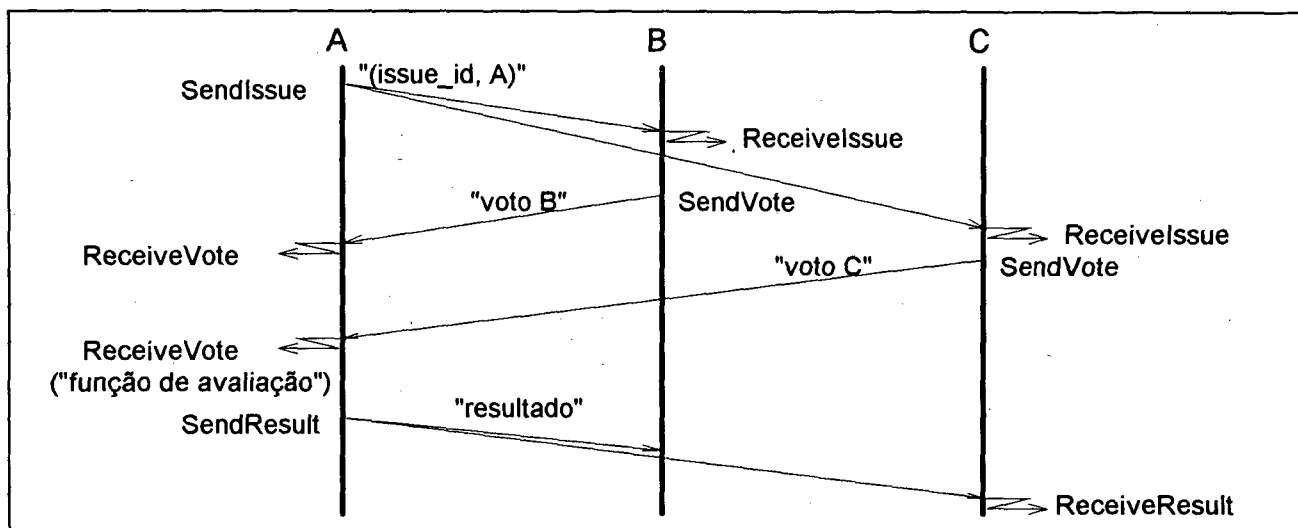 A
B
C
SendIssue
"(issue_id, A)"
ReceiveIssue
"voto B"
SendVote
ReceiveVote
ReceiveIssue
"voto C"
SendVote
ReceiveVote
("função de avaliação")
SendResult
"resultado"
ReceiveResult